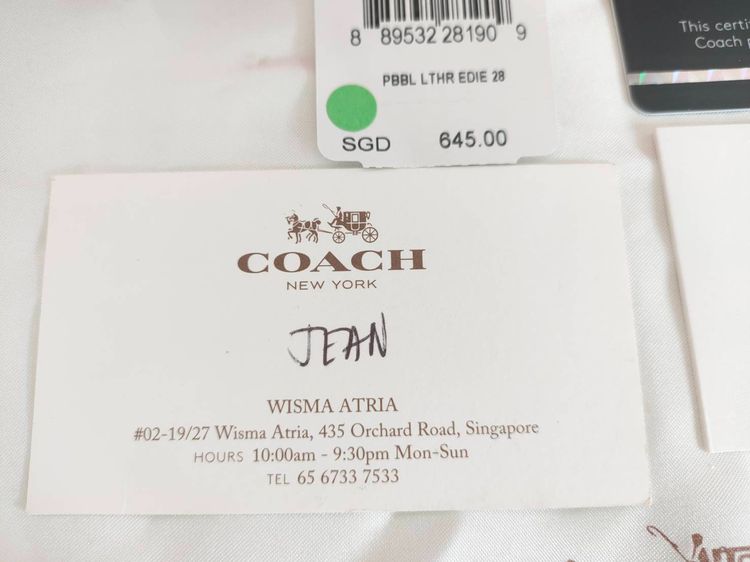 8 89532 28190 9
PBBL LTHR EDIE 28
SGD 645.00
This certi
Coach
COACH
NEW YORK
JEAN
WISMA ATRIA
#02-19/27 Wisma Atria, 435 Orchard Road, Singapore
HOURS 10:00am - 9:30pm Mon-Sun
TEL 65 6733 7533